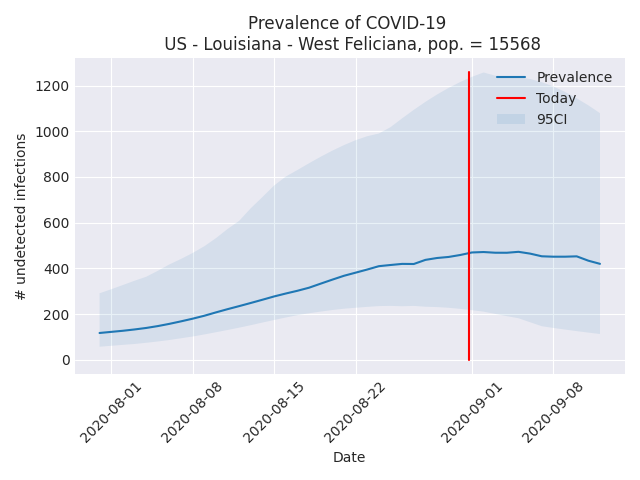 Prevalence of COVID-19
US - Louisiana - West Feliciana, pop. = 15568
# undetected infections
1200
1000
800
600
400
200
0
Prevalence
Today
95CI
2020-08-01
2020-08-08
2020-08-15
2020-08-22
2020-09-01
2020-09-08
Date